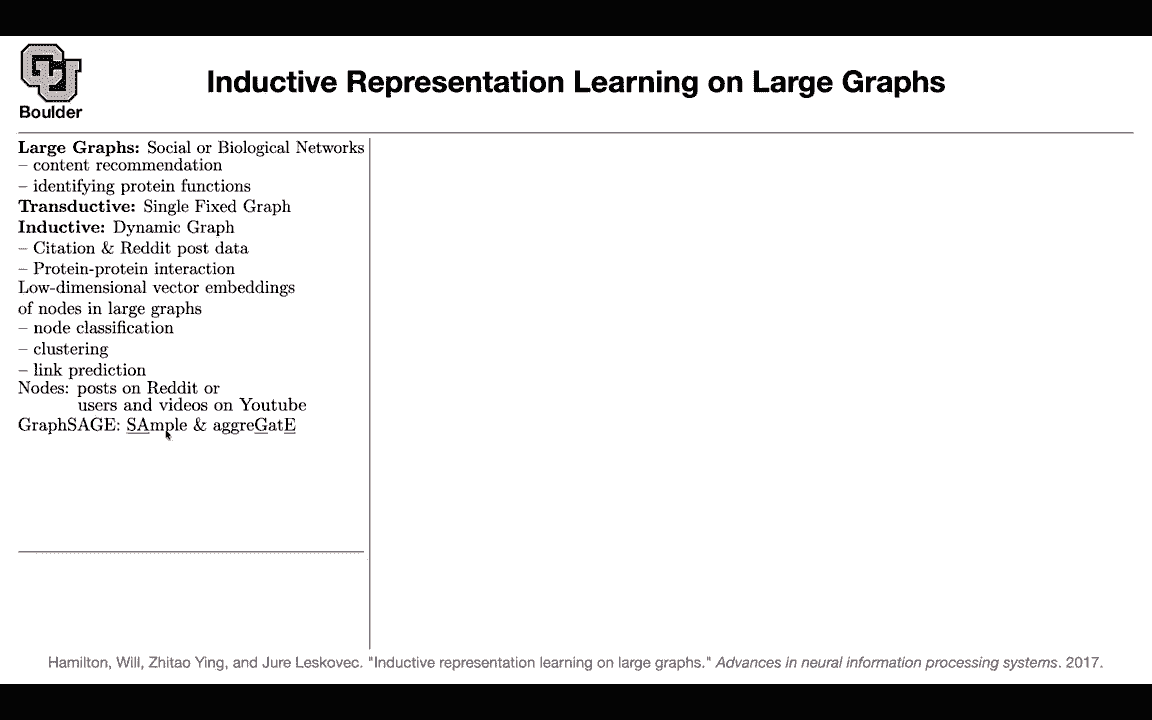 CU
Boulder
Inductive Representation Learning on Large Graphs
Large Graphs: Social or Biological Networks
– content recommendation
– identifying protein functions
Transductive: Single Fixed Graph
Inductive: Dynamic Graph
– Citation & Reddit post data
– Protein-protein interaction
Low-dimensional vector embeddings
of nodes in large graphs
– node classification
– clustering
– link prediction
Nodes: posts on Reddit or
users and videos on Youtube
GraphSAGE: SAmple & aggreGatE
Hamilton, Will, Zhitao Ying, and Jure Leskovec. "Inductive representation learning on large graphs." Advances in neural information processing systems. 2017.